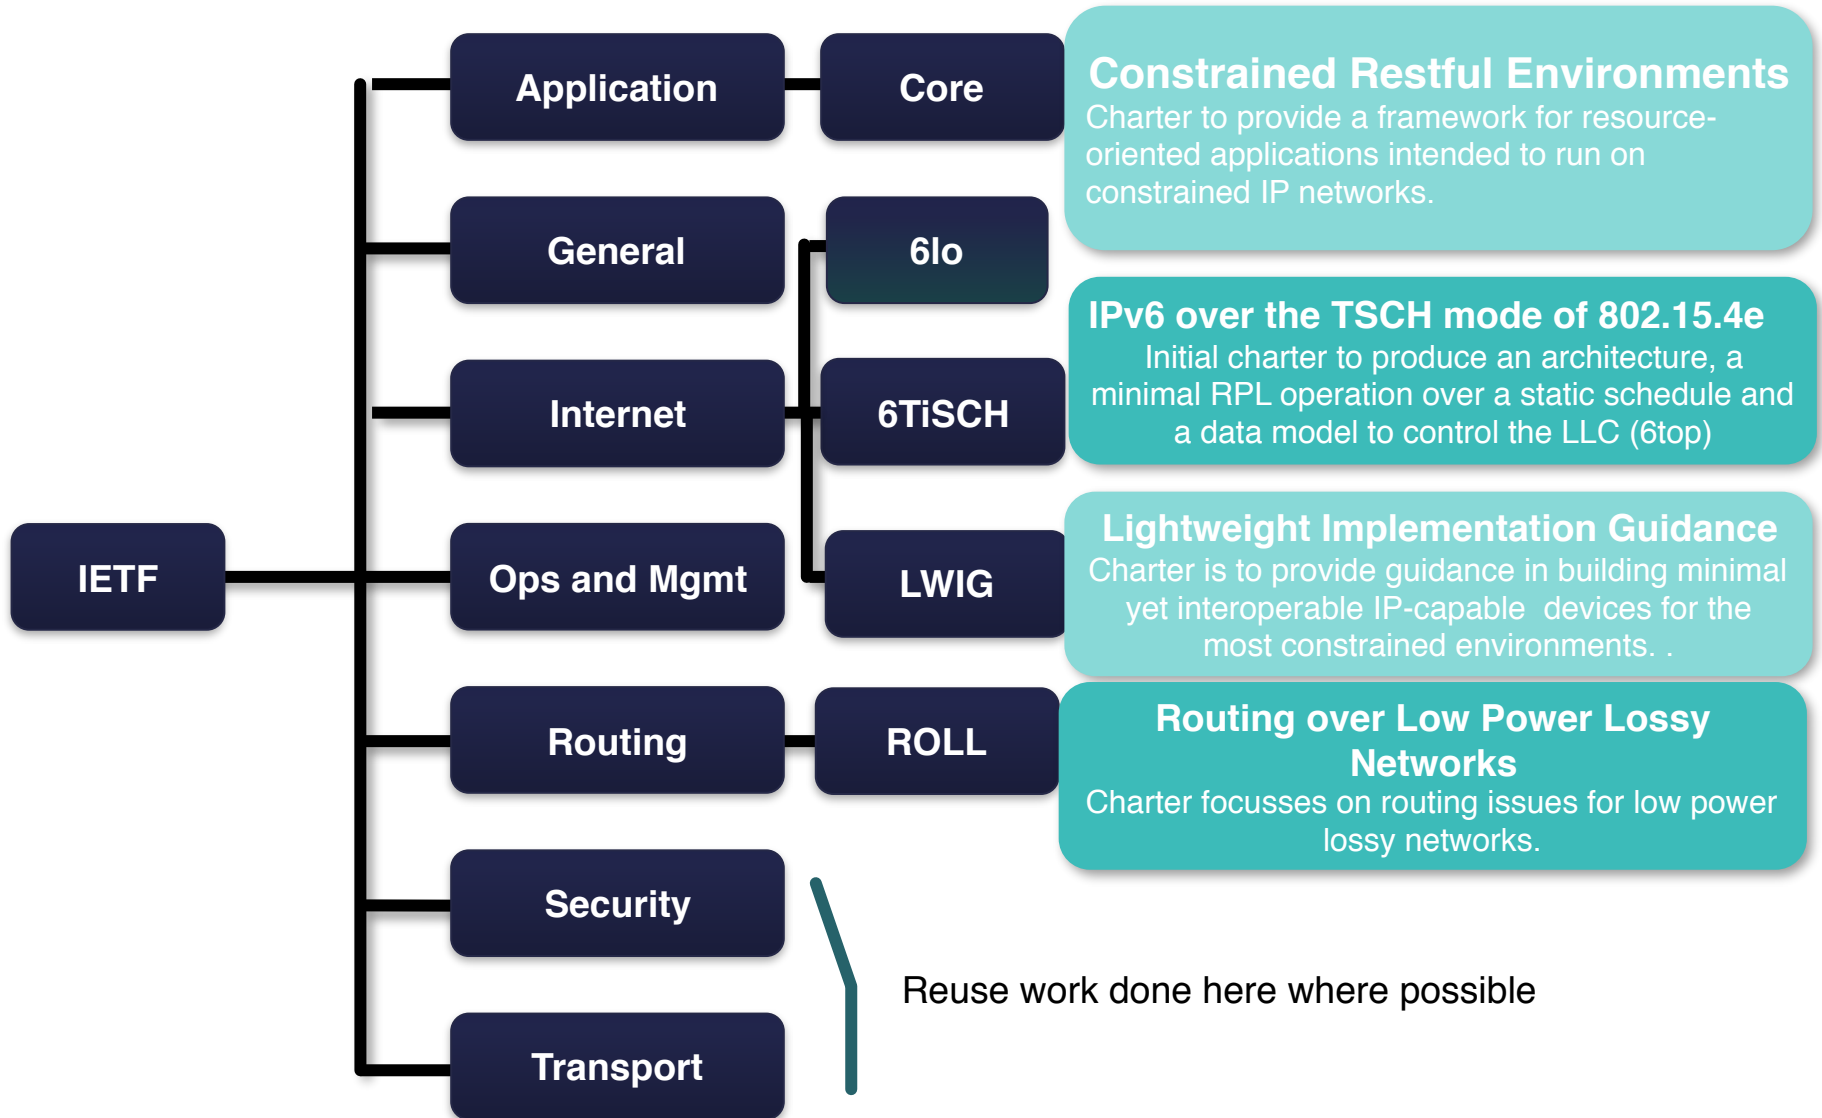 IETF
Application
General
Internet
Ops and Mgmt
Routing
Security
Transport
Core
6lo
6TiSCH
LWIG
ROLL
Constrained Restful Environments
Charter to provide a framework for resource-
oriented applications intended to run on
constrained IP networks.
IPv6 over the TSCH mode of 802.15.4e
Initial charter to produce an architecture, a
minimal RPL operation over a static schedule and
a data model to control the LLC (6top)
Lightweight Implementation Guidance
Charter is to provide guidance in building minimal
yet interoperable IP-capable  devices for the
most constrained environments. .
Routing over Low Power Lossy
Networks
Charter focusses on routing issues for low power
lossy networks.
Reuse work done here where possible